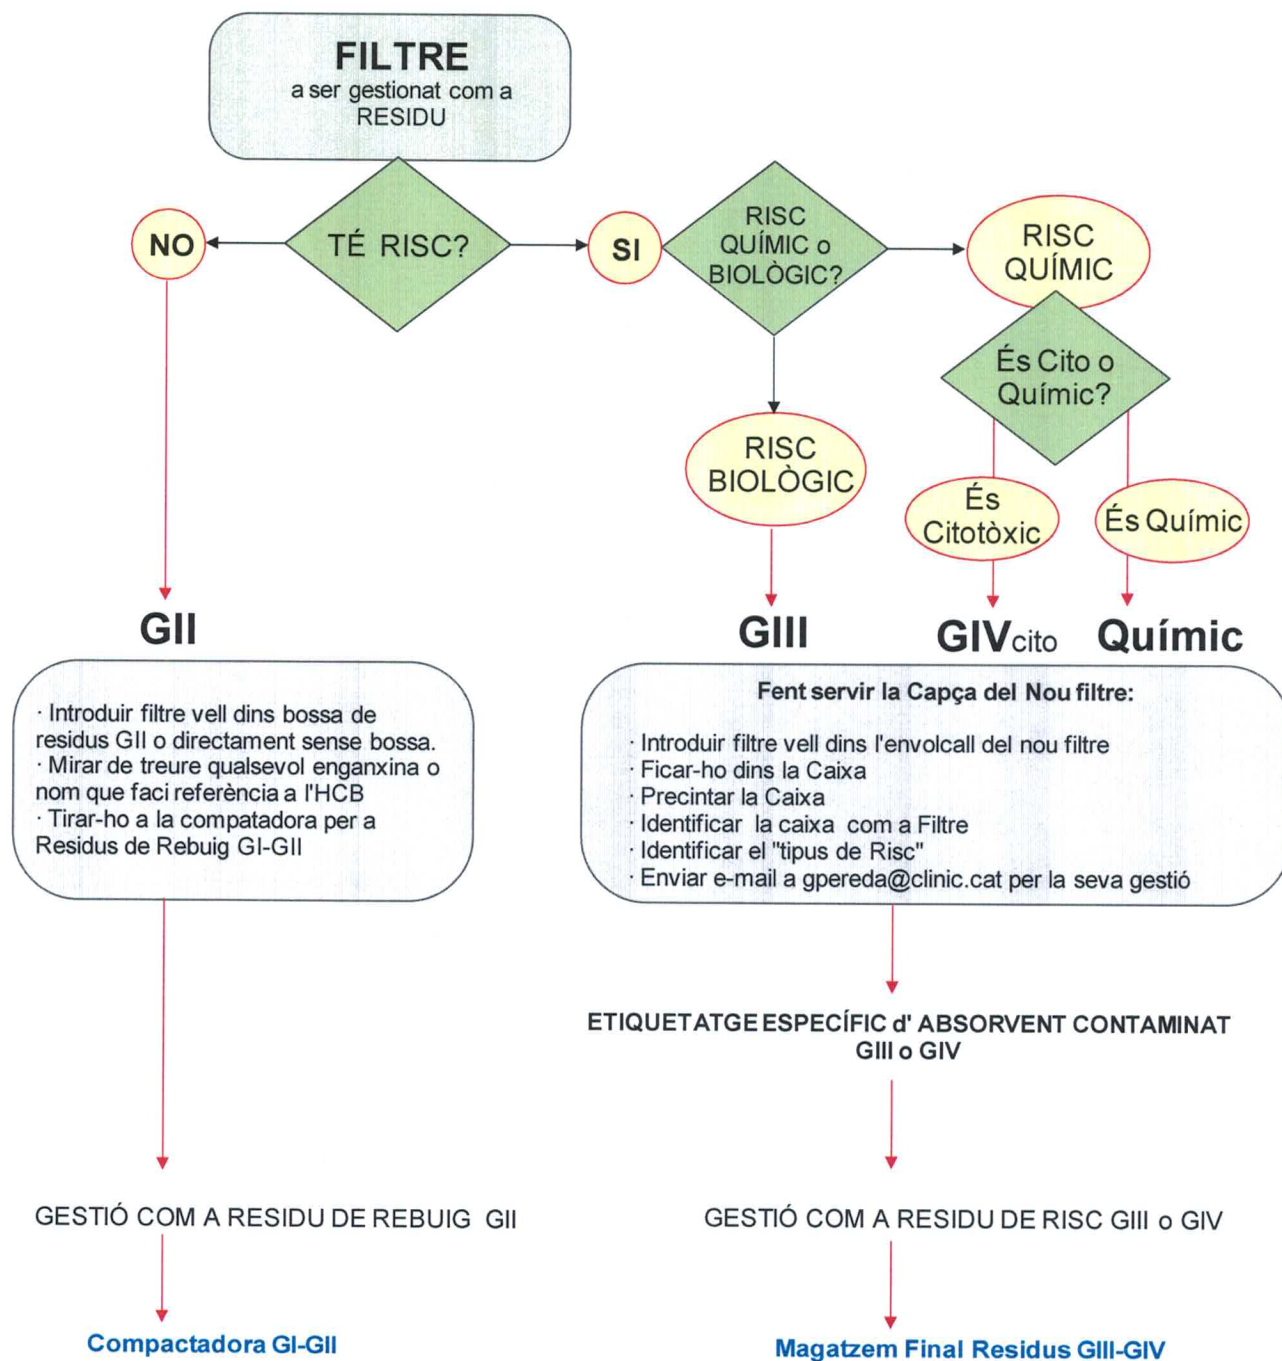 FILTRE
a ser gestionat com a
RESIDU
NO
TÉ RISC?
SI
RISC
QUÍMIC o
BIOLÒGIC?
RISC
QUÍMIC
És Cito o
Químic?
RISC
BIOLÒGIC
És
Citotòxic
És Químic
GII
GIII
GIVcito
Químic
· Introduir filtre vell dins bossa de
residus GII o directament sense bossa.
· Mirar de treure qualsevol enganxina o
nom que faci referència a l'HCB
· Tirar-ho a la compatadora per a
Residus de Rebuig GI-GII
Fent servir la Capça del Nou filtre:
· Introduir filtre vell dins l'envolcall del nou filtre
· Ficar-ho dins la Caixa
· Precintar la Caixa
· Identificar la caixa com a Filtre
· Identificar el "tipus de Risc"
· Enviar e-mail a gpereda@clinic.cat per la seva gestió
ETIQUETATGE ESPECÍFIC d' ABSORVENT CONTAMINAT
GIII o GIV
GESTIÓ COM A RESIDU DE REBUIG GII
GESTIÓ COM A RESIDU DE RISC GIII o GIV
Compactadora GI-GII
Magatzem Final Residus GIII-GIV